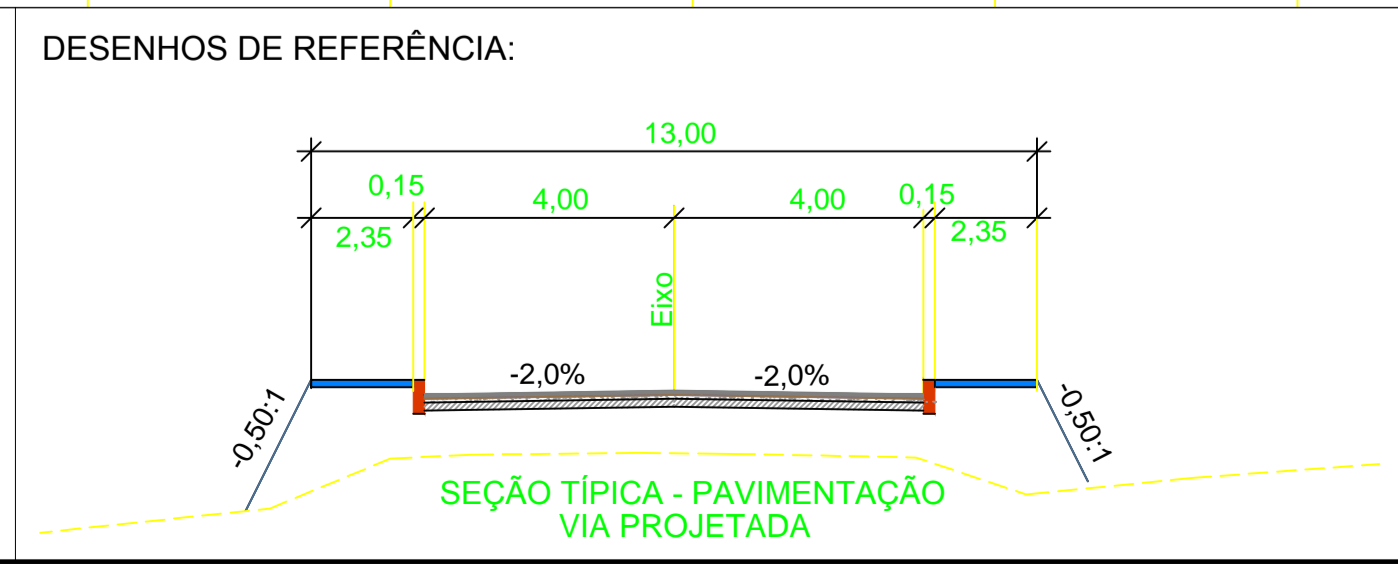 DESENHOS DE REFERÊNCIA:
13,00
0,15
4,00
4,00
0,15
2,35
2,35
Eixo
-2,0%
-2,0%
-0,50:1
-0,50:1
SEÇÃO TÍPICA - PAVIMENTAÇÃO
VIA PROJETADA